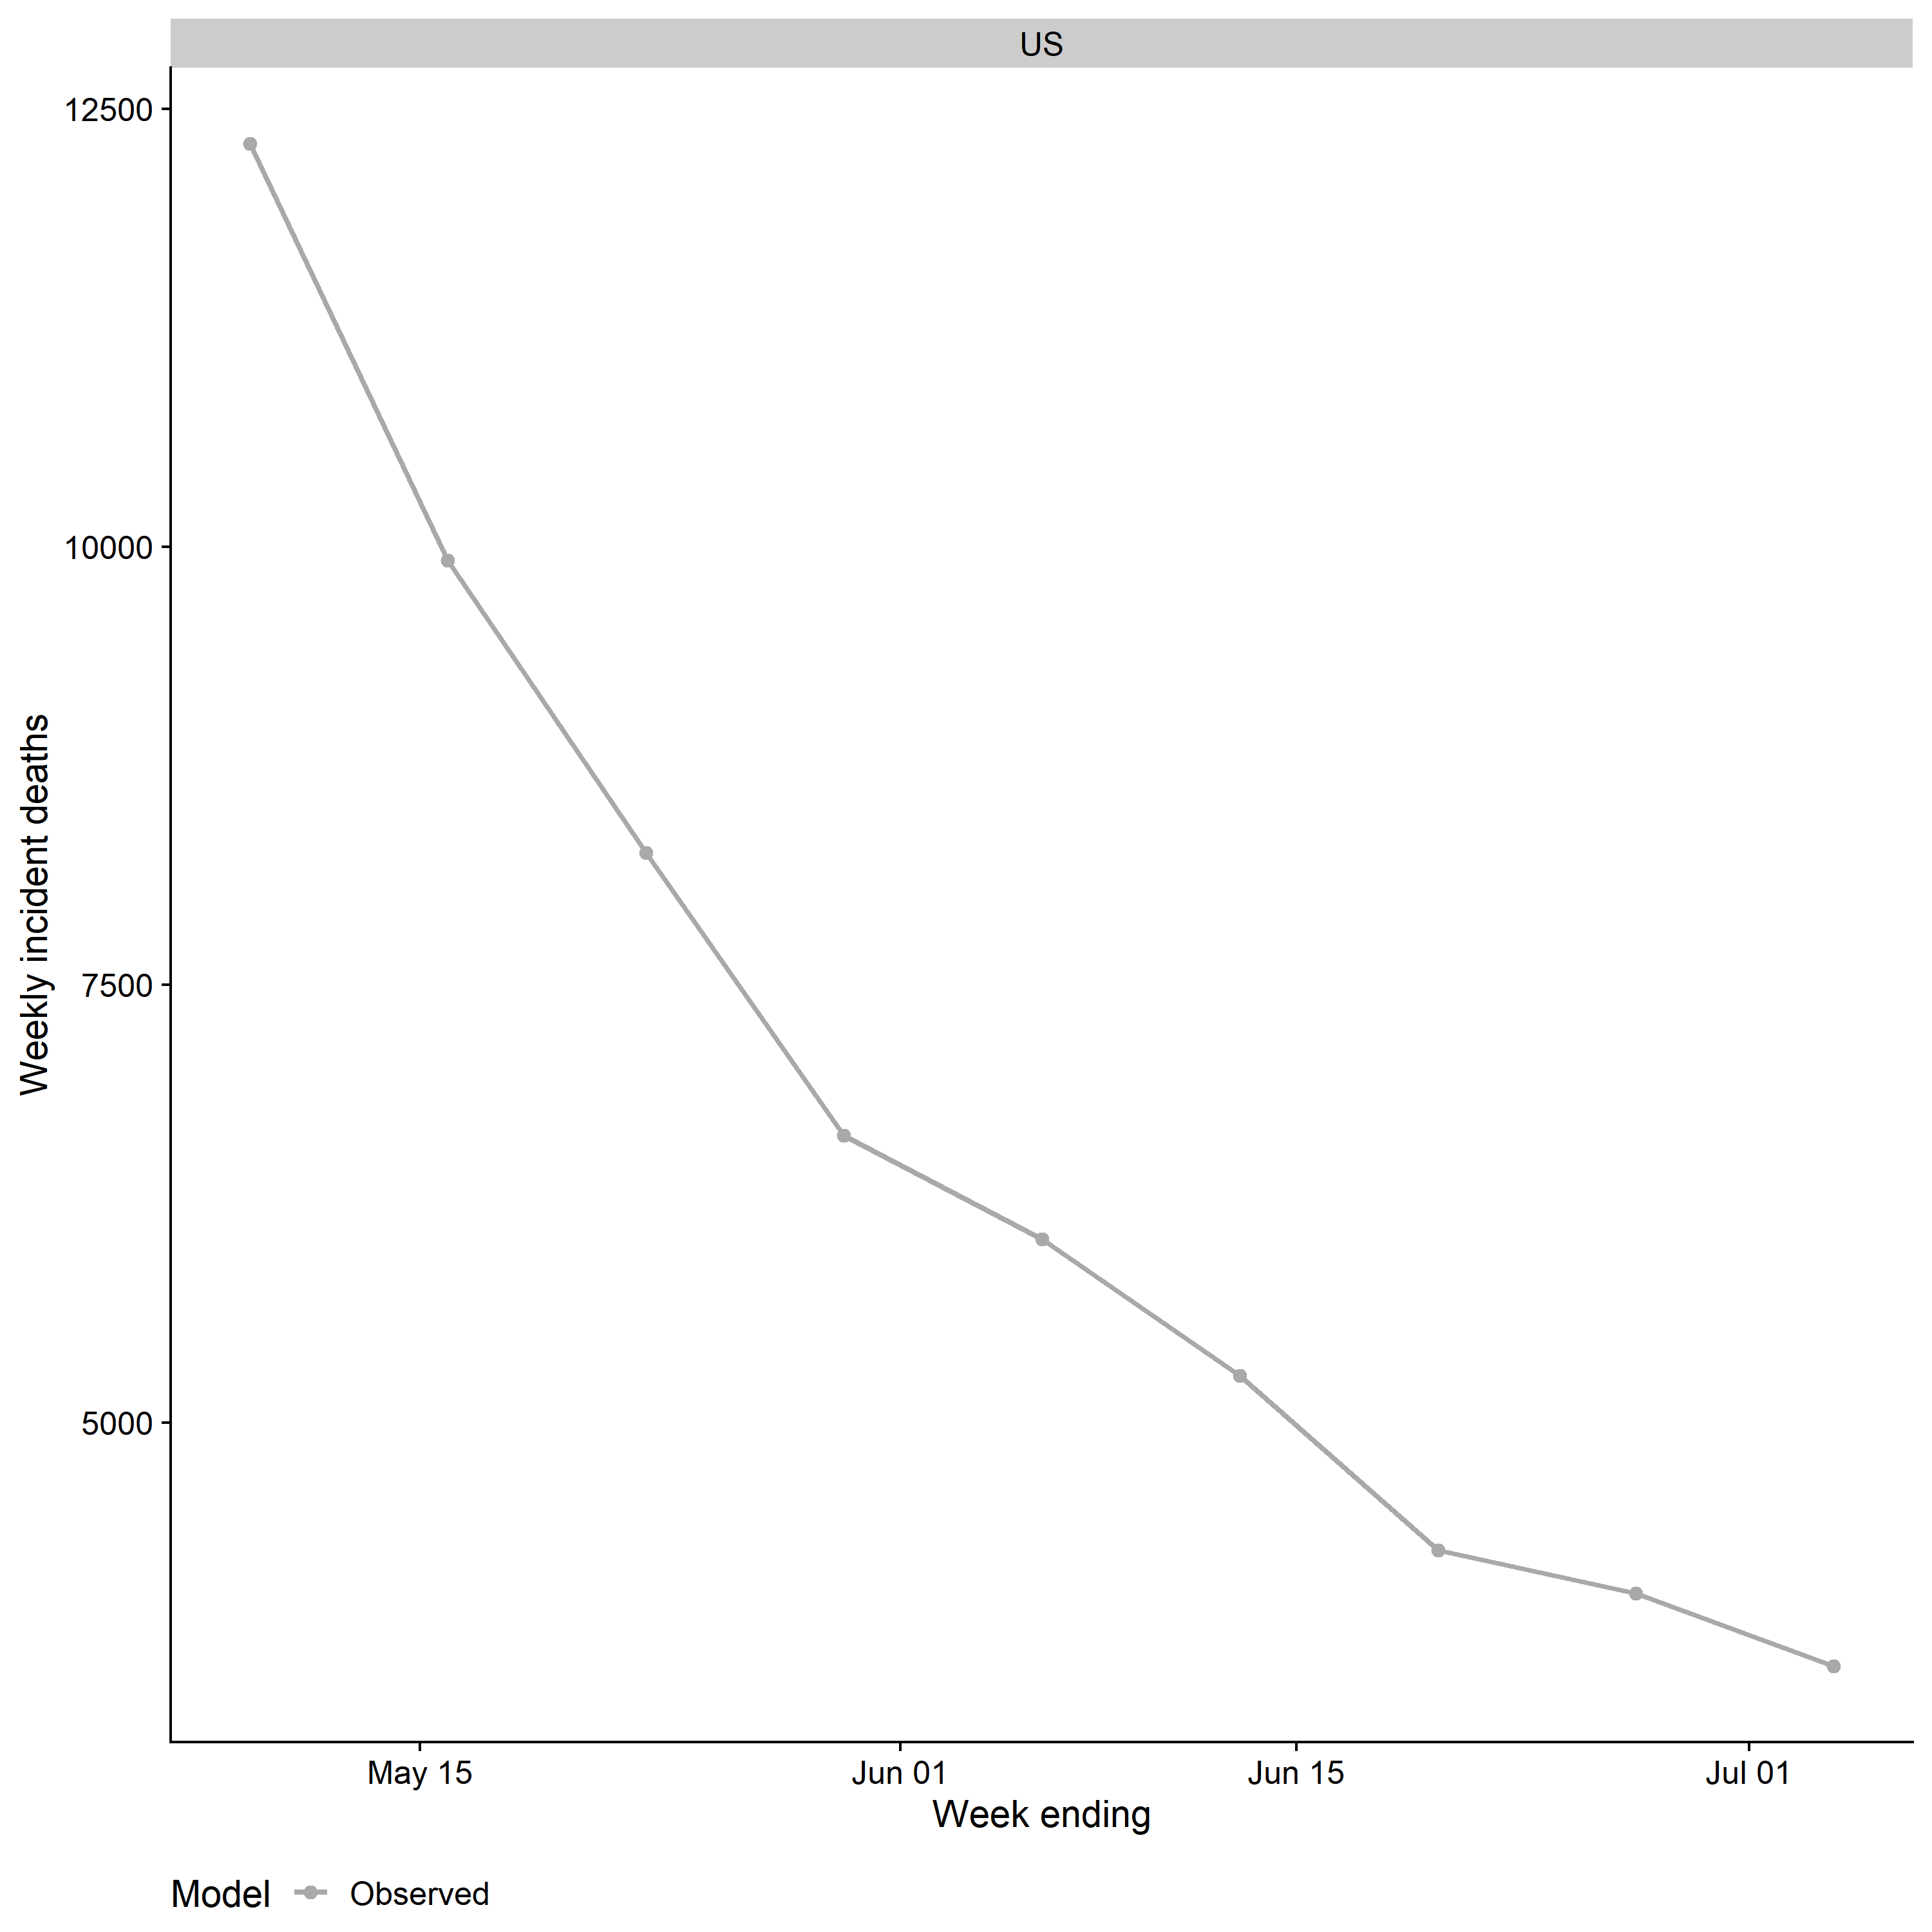 US
12500
10000
7500
5000
Weekly incident deaths
May 15 Jun 01 Jun 15 Jul 01
Week ending
Model Observed